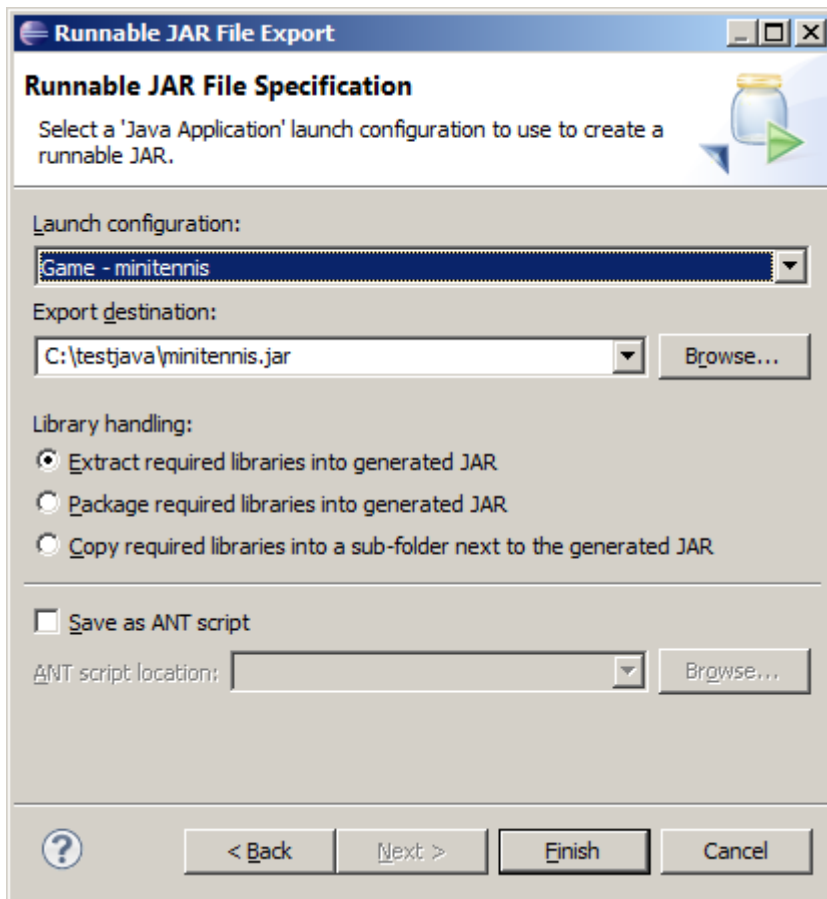 Runnable JAR File Export
Runnable JAR File Specification
Select a 'Java Application' launch configuration to use to create a
runnable JAR.
Launch configuration:
Game - minitennis
Export destination:
C:\testjava\minitennis.jar
Browse...
Library handling:
Extract required libraries into generated JAR
Package required libraries into generated JAR
Copy required libraries into a sub-folder next to the generated JAR
Save as ANT script
ANT script location:
Browse...
?
< Back
Next >
Finish
Cancel